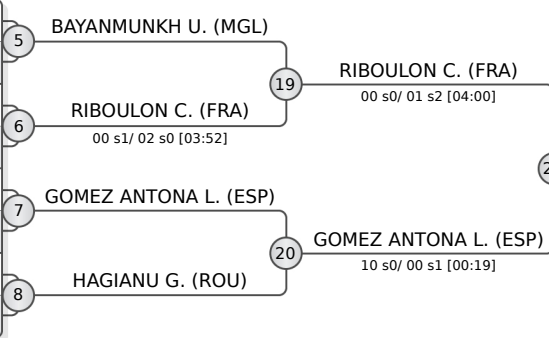 BAYANMUNKH U. (MGL)
5
19
RIBOULON C. (FRA)
00 s0/ 01 s2 [04:00]
RIBOULON C. (FRA)
6
00 s1/ 02 s0 [03:52]
GOMEZ ANTONA L. (ESP)
7
20
GOMEZ ANTONA L. (ESP)
10 s0/ 00 s1 [00:19]
HAGIANU G. (ROU)
8